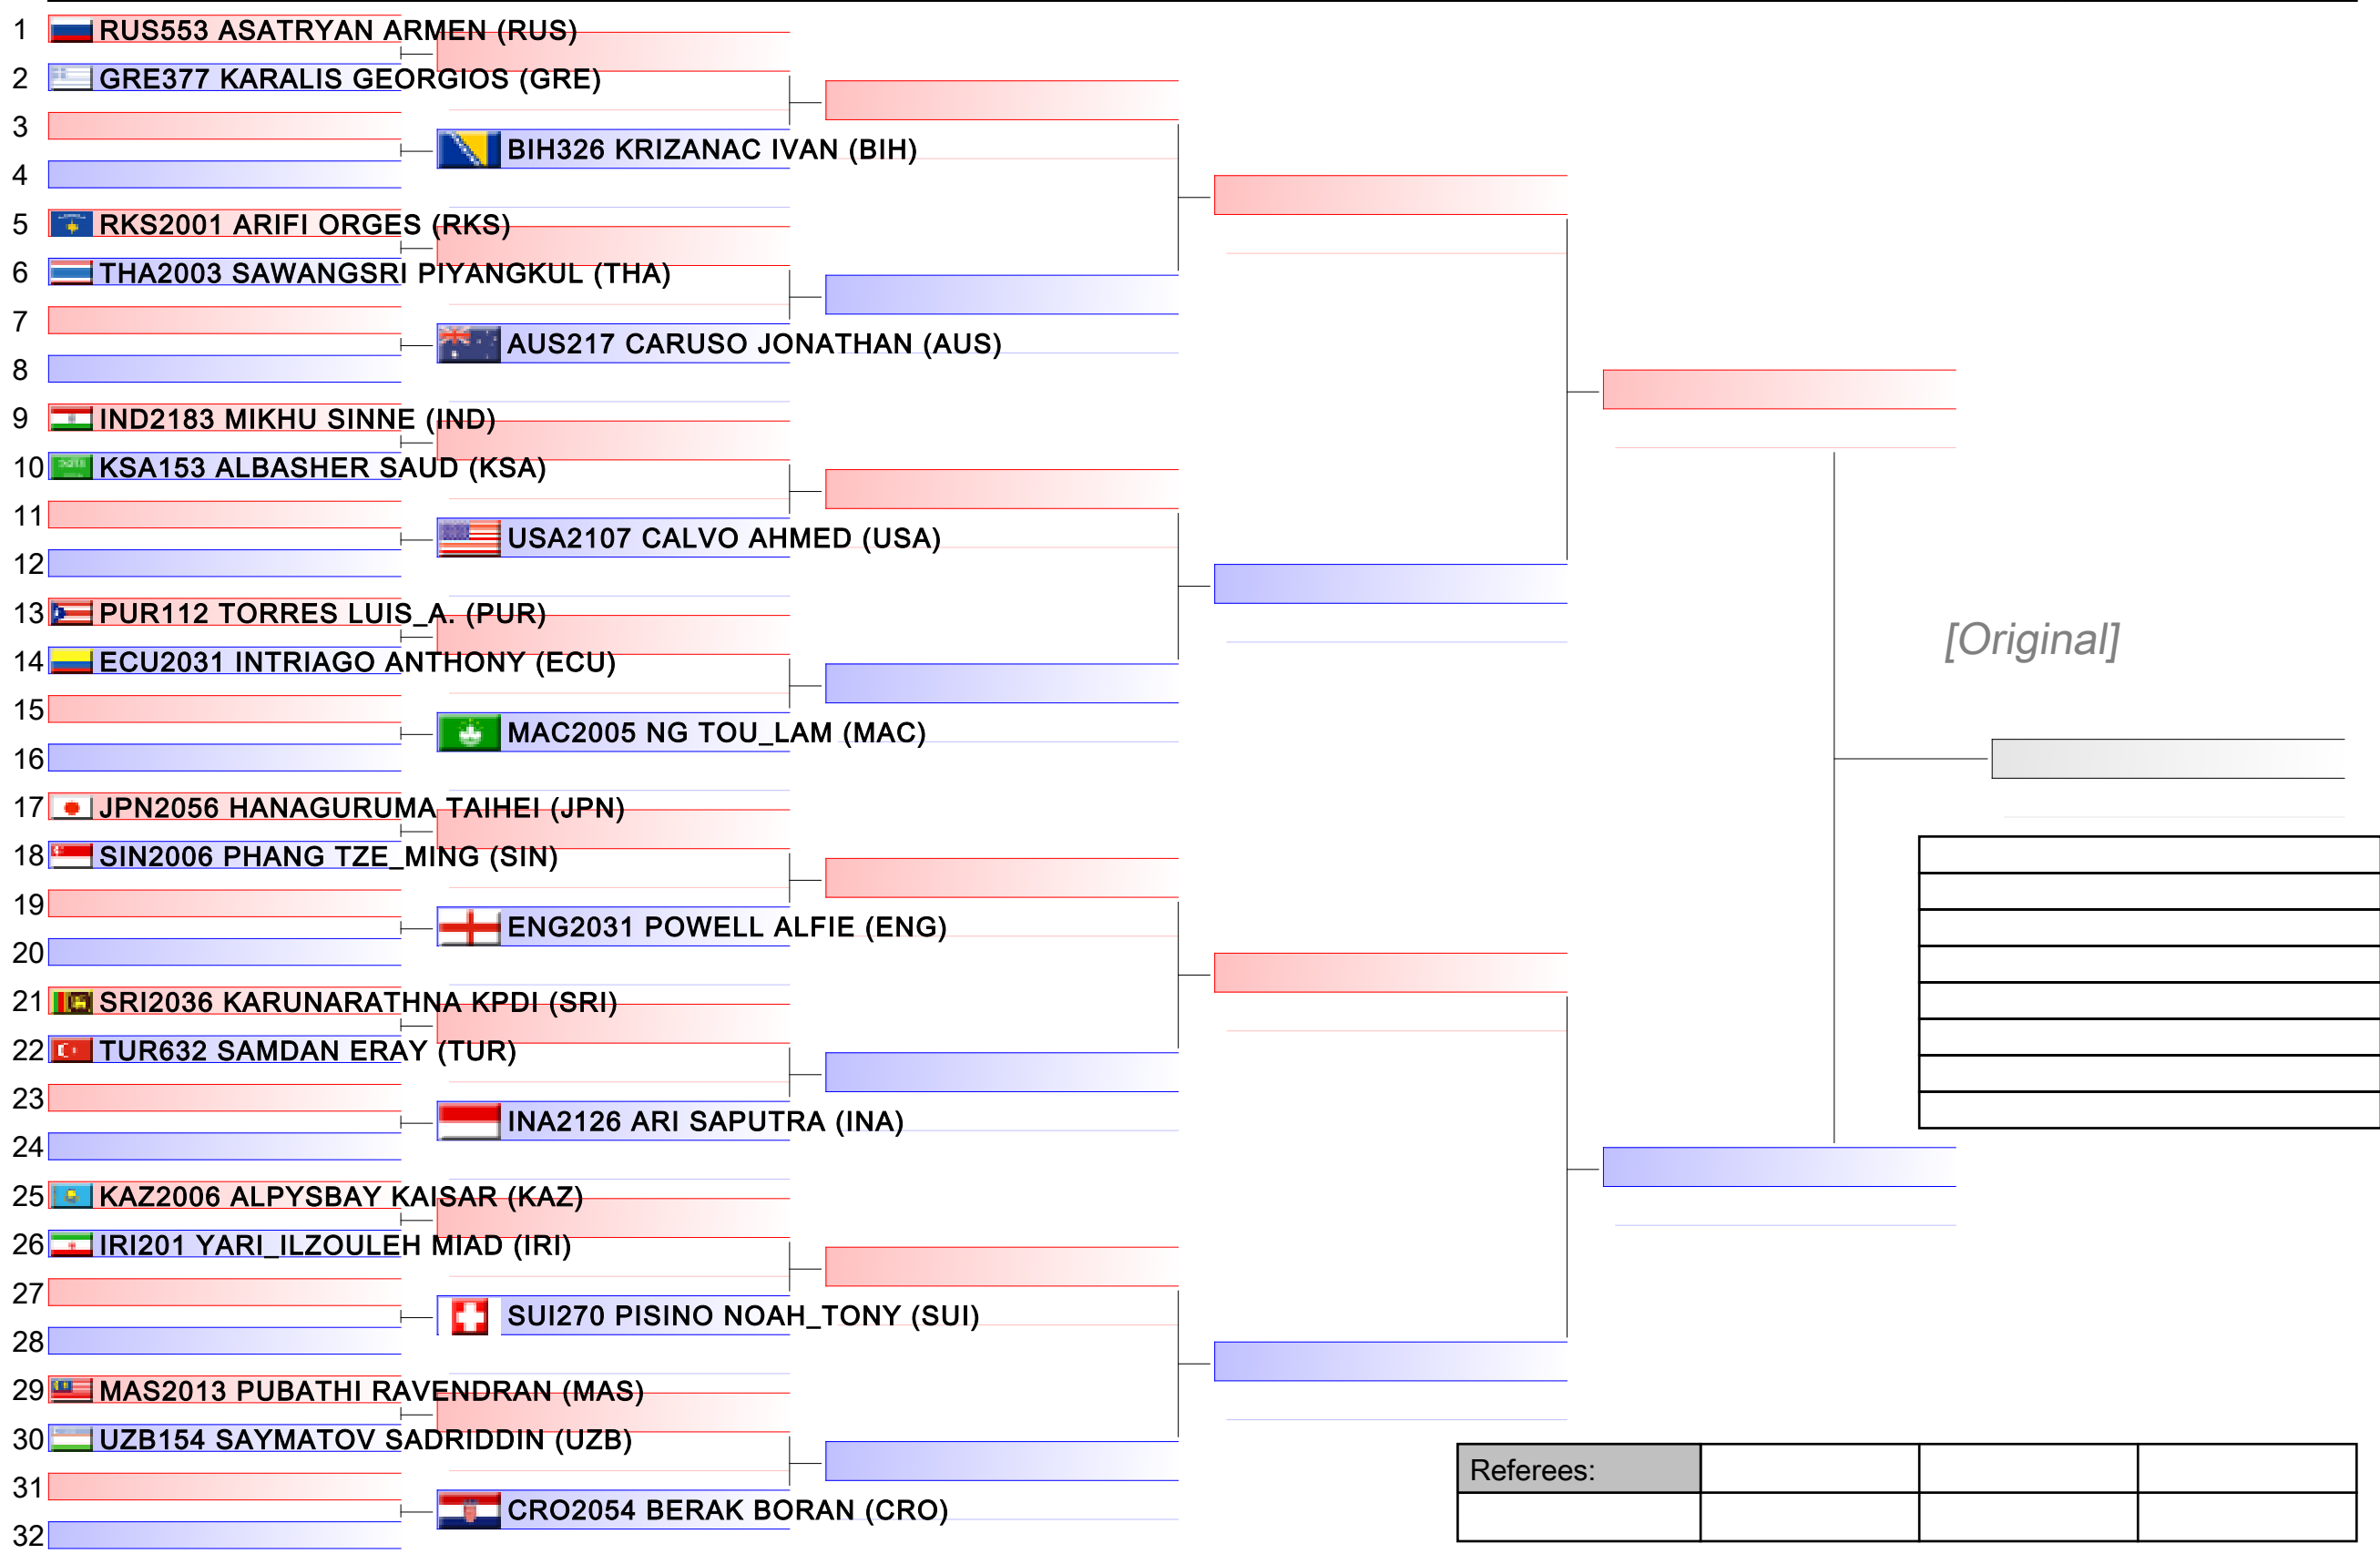 1 RUS553 ASATRYAN ARMEN (RUS)
2 GRE377 KARALIS GEORGIOS (GRE)
3
BIH326 KRIZANAC IVAN (BIH)
4
5 RKS2001 ARIFI ORGES (RKS)
6 THA2003 SAWANGSRI PIYANGKUL (THA)
7
AUS217 CARUSO JONATHAN (AUS)
8
9 IND2183 MIKHU SINNE (IND)
10 KSA153 ALBASHER SAUD (KSA)
11
USA2107 CALVO AHMED (USA)
12
13 PUR112 TORRES LUIS_A. (PUR)
[Original]
14 ECU2031 INTRIAGO ANTHONY (ECU)
15
MAC2005 NG TOU_LAM (MAC)
16
17 JPN2056 HANAGURUMA TAIHEI (JPN)
18 SIN2006 PHANG TZE_MING (SIN)
19
ENG2031 POWELL ALFIE (ENG)
20
21 SRI2036 KARUNARATHNA KPDI (SRI)
22 TUR632 SAMDAN ERAY (TUR)
23
INA2126 ARI SAPUTRA (INA)
24
25 KAZ2006 ALPYSBAY KAISAR (KAZ)
26 IRI201 YARI_ILZOULEH MIAD (IRI)
27
SUI270 PISINO NOAH_TONY (SUI)
28
29 MAS2013 PUBATHI RAVENDRAN (MAS)
30 UZB154 SAYMATOV SADRIDDIN (UZB)
Referees:
31
CRO2054 BERAK BORAN (CRO)
32